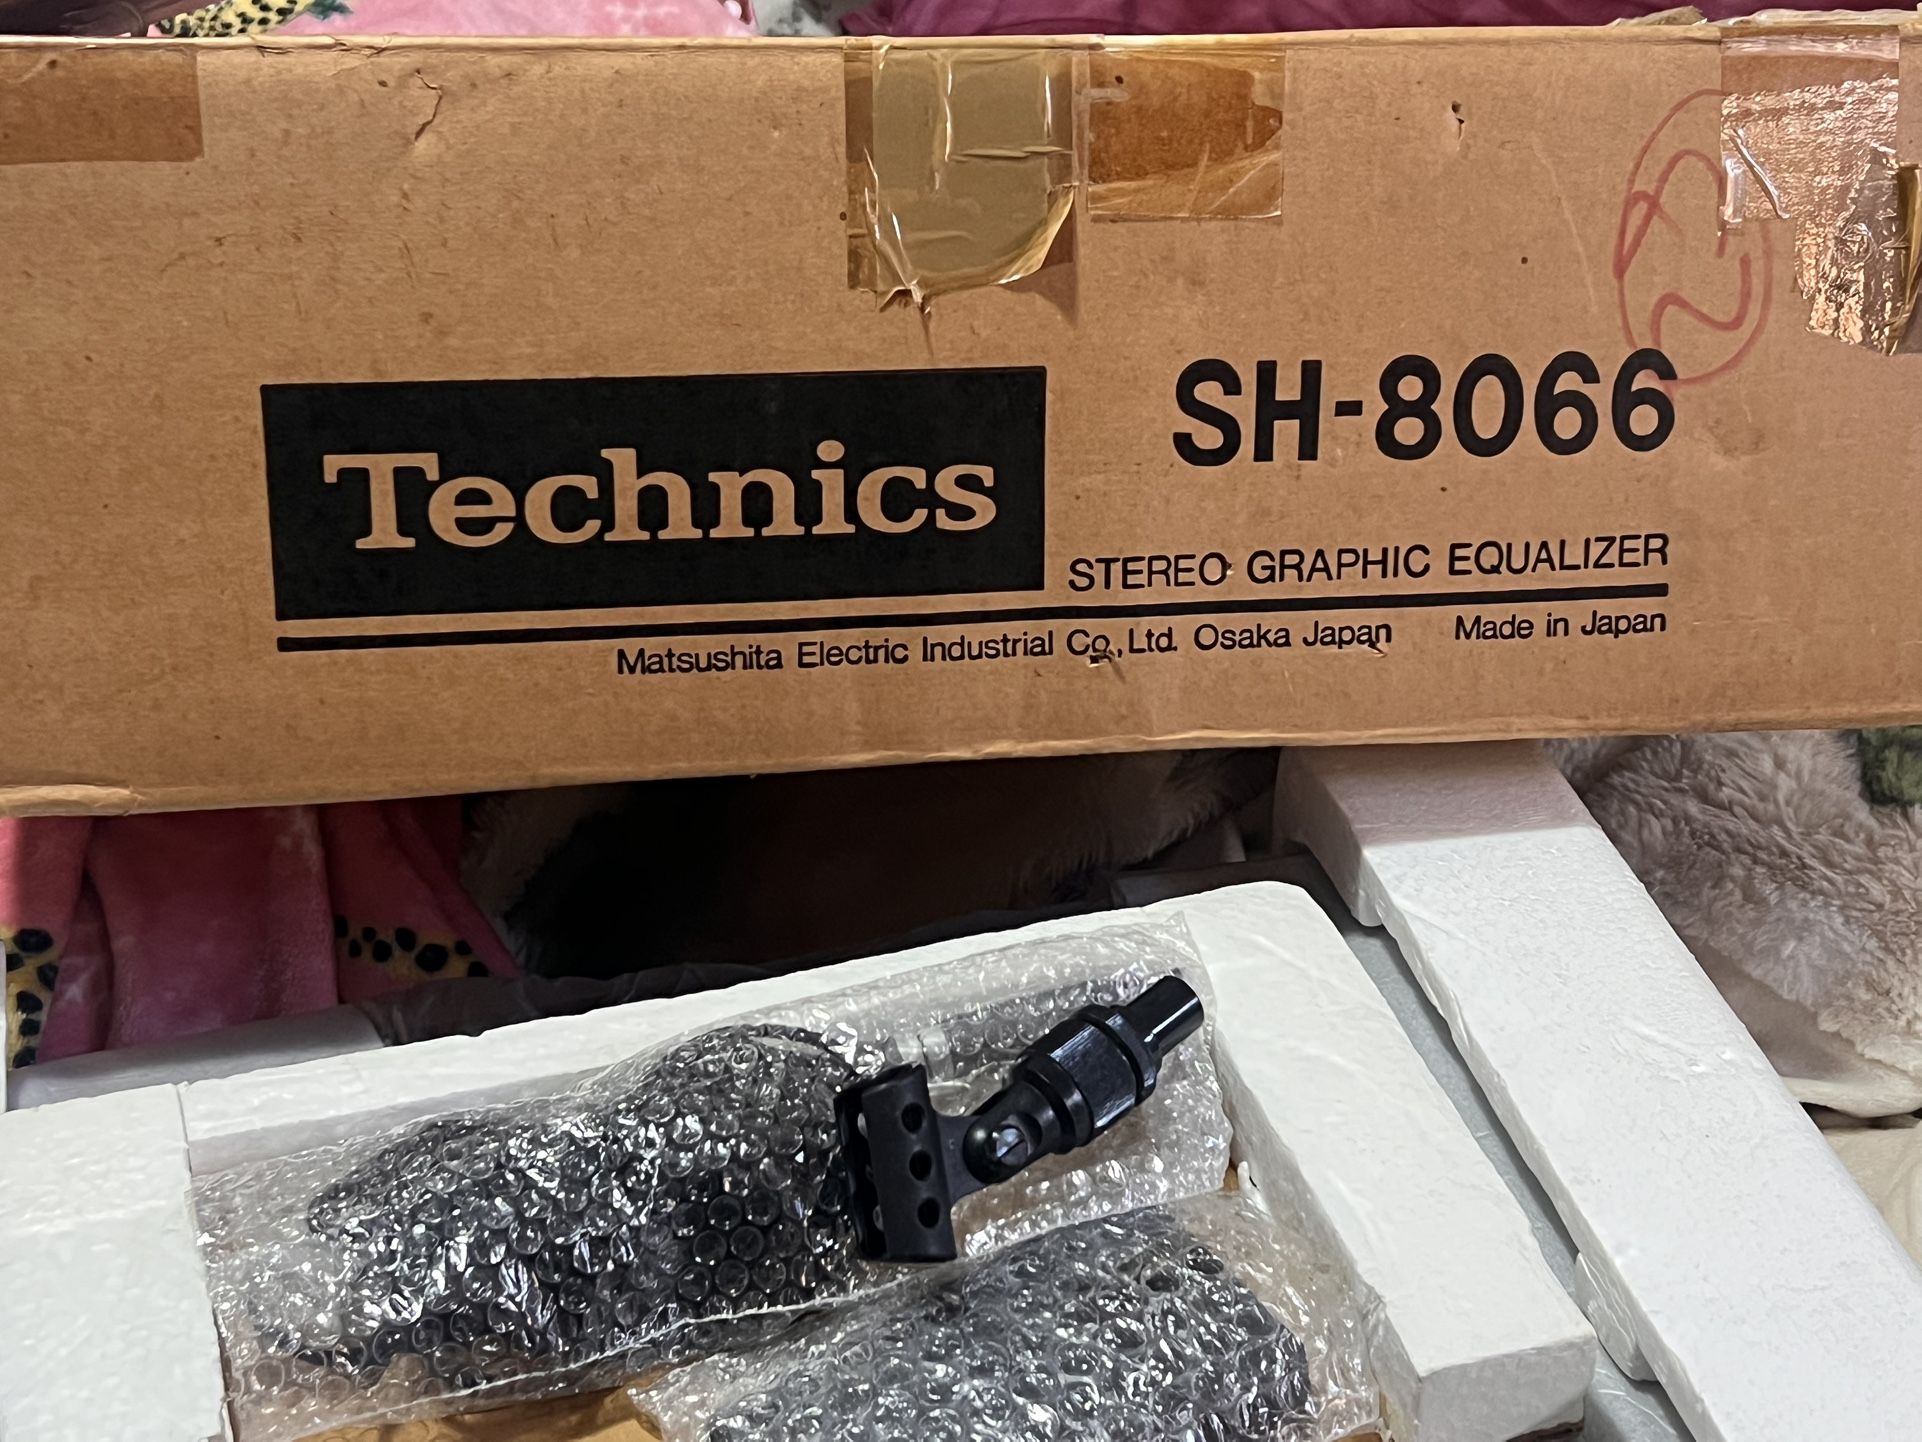 Technics
SH-8066
STEREO GRAPHIC EQUALIZER
Matsushita Electric Industrial Co.,Ltd. Osaka Japan Made in Japan